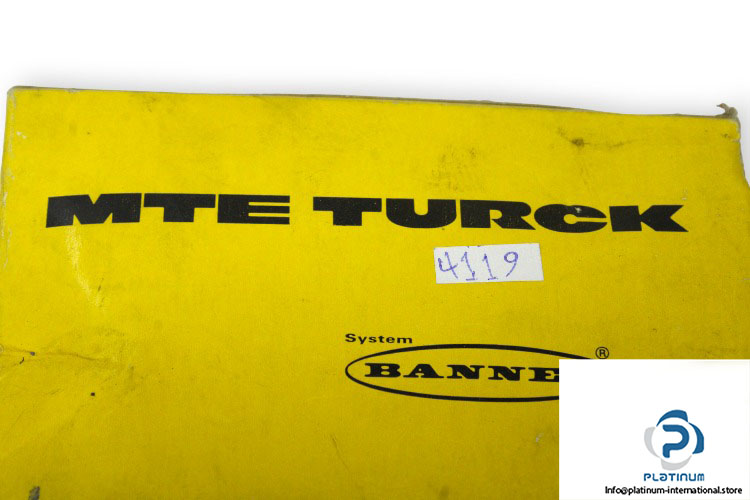 MTE TURCK
4119
System
BANNE
®
PLATINUM
Info@platinum-international.store